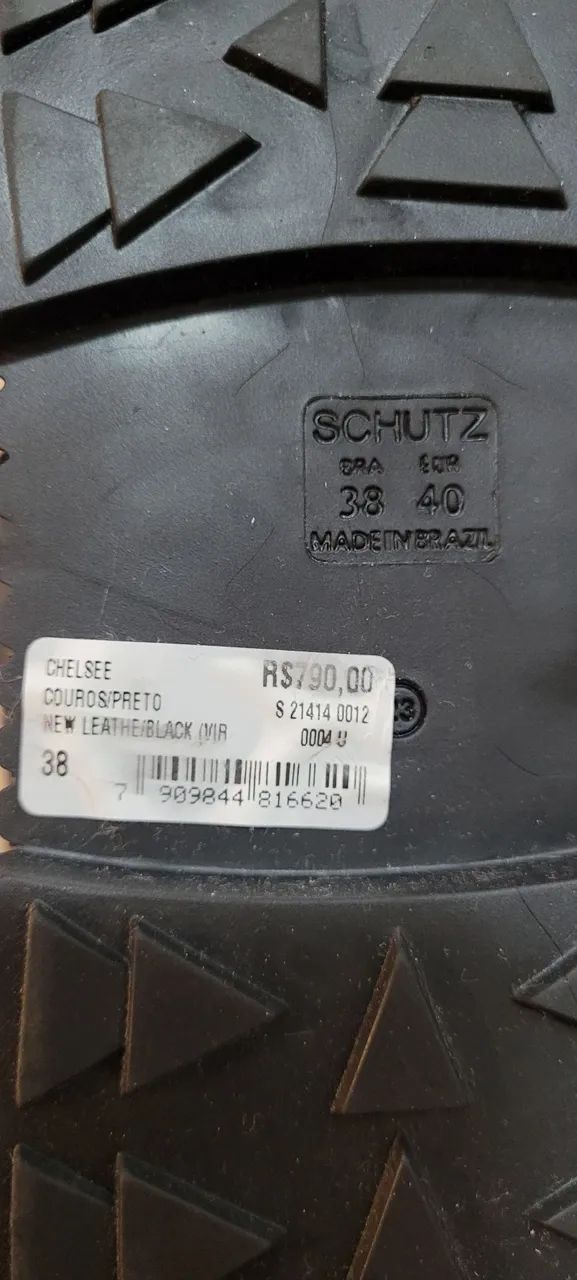 SCHUTZ
BRA EUR
38 40
MADE IN BRAZIL
CHELSEE R$790,00
COUROS/PRETO S 21414 0012
NEW LEATHE/BLACK (VIR 0004 U
38
7 909844 816620
13